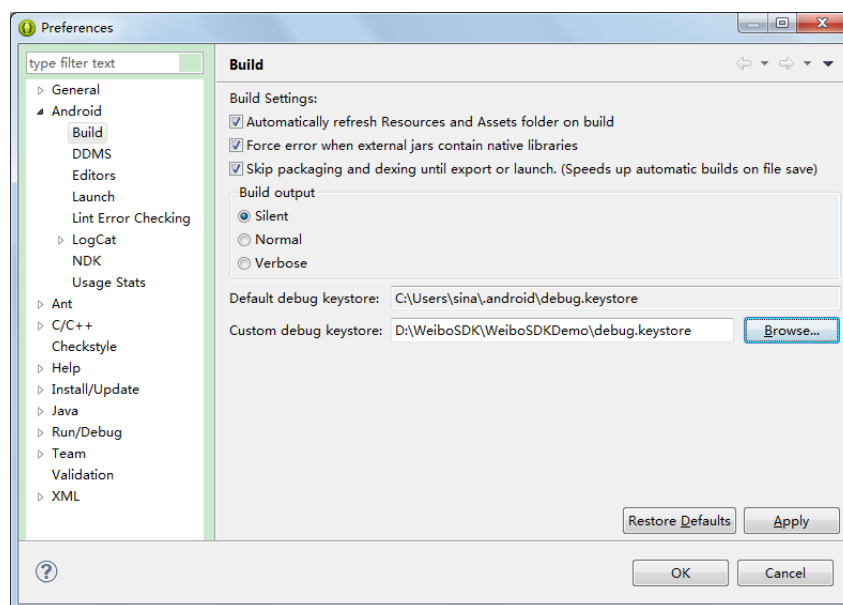 Preferences
type filter text
General
Android
Build
DDMS
Editors
Launch
Lint Error Checking
LogCat
NDK
Usage Stats
Ant
C/C++
Checkstyle
Help
Install/Update
Java
Run/Debug
Team
Validation
XML
Build
Build Settings:
Automatically refresh Resources and Assets folder on build
Force error when external jars contain native libraries
Skip packaging and dexing until export or launch. (Speeds up automatic builds on file save)
Build output
Silent
Normal
Verbose
Default debug keystore: C:\Users\sina\.android\debug.keystore
Custom debug keystore: D:\WeiboSDK\WeiboSDKDemo\debug.keystore Browse...
Restore Defaults Apply
OK Cancel